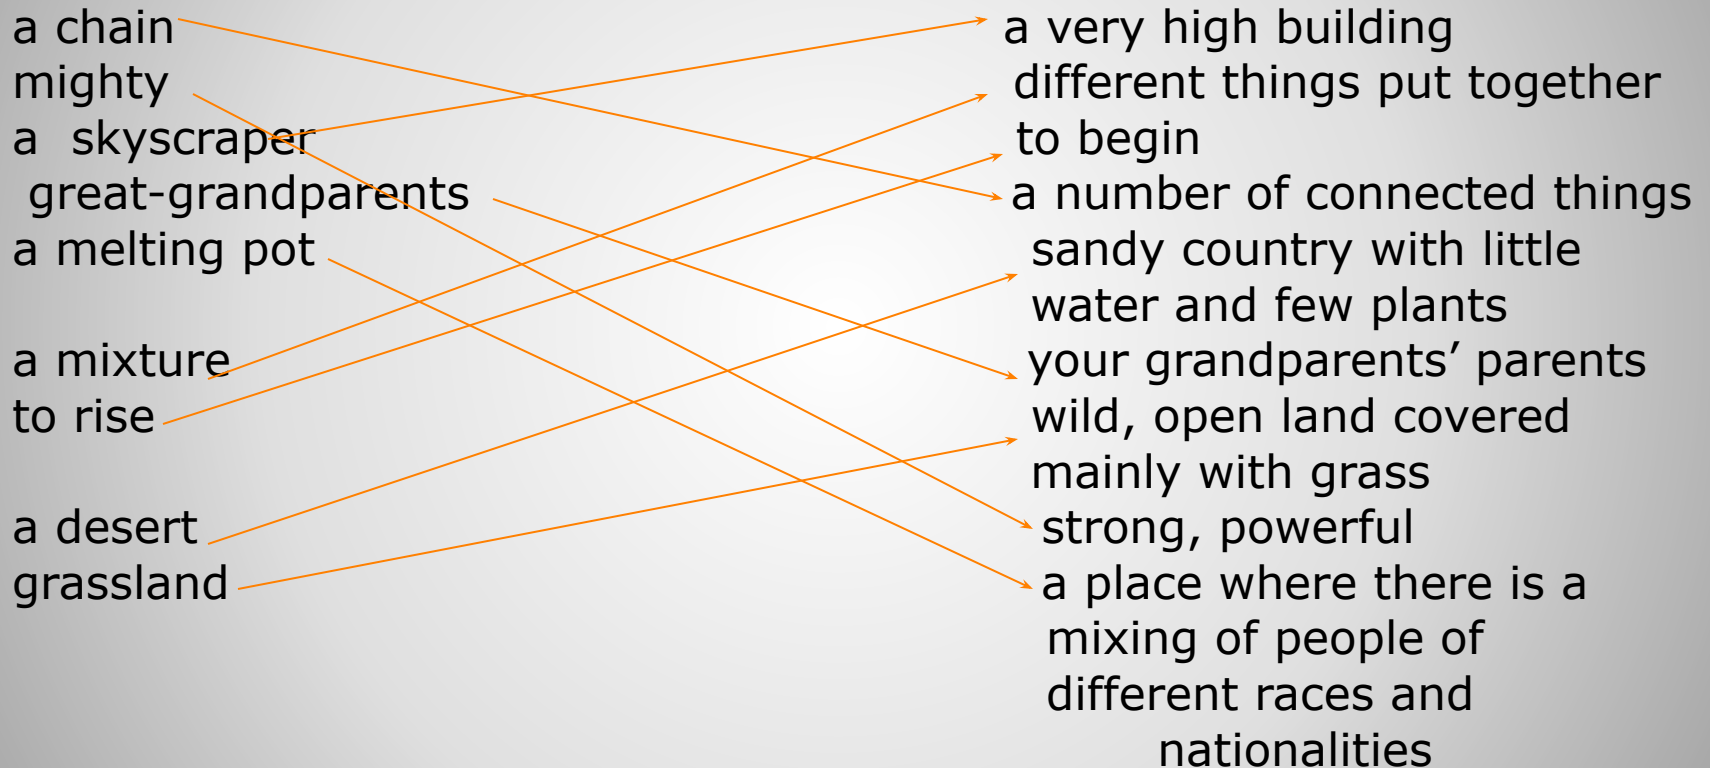 a chain
mighty
a skyscraper
great-grandparents
a melting pot
a mixture
to rise
a desert
grassland
a very high building
different things put together
to begin
a number of connected things
sandy country with little
water and few plants
your grandparents’ parents
wild, open land covered
mainly with grass
strong, powerful
a place where there is a
mixing of people of
different races and
nationalities